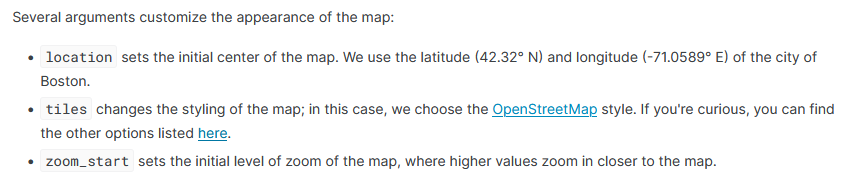 Several arguments customize the appearance of the map:
• location sets the initial center of the map. We use the latitude (42.32° N) and longitude (-71.0589° E) of the city of
Boston.
• tiles changes the styling of the map; in this case, we choose the OpenStreetMap style. If you're curious, you can find
the other options listed here.
• zoom_start sets the initial level of zoom of the map, where higher values zoom in closer to the map.